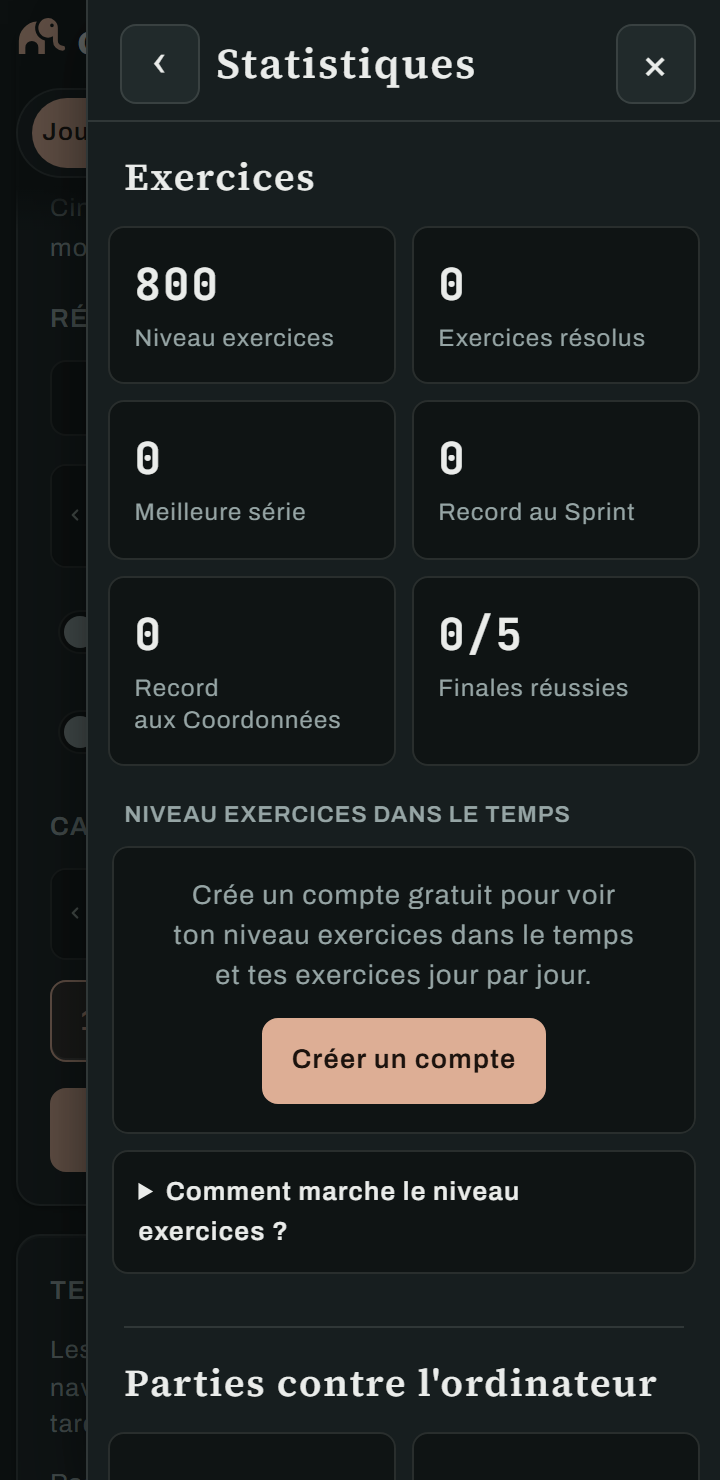 Statistiques
Exercices
800
Niveau exercices
0
Exercices résolus
0
Meilleure série
0
Record au Sprint
0
Record
aux Coordonnées
0/5
Finales réussies
NIVEAU EXERCICES DANS LE TEMPS
Crée un compte gratuit pour voir
ton niveau exercices dans le temps
et tes exercices jour par jour.
Créer un compte
Comment marche le niveau
exercices ?
Parties contre l'ordinateur